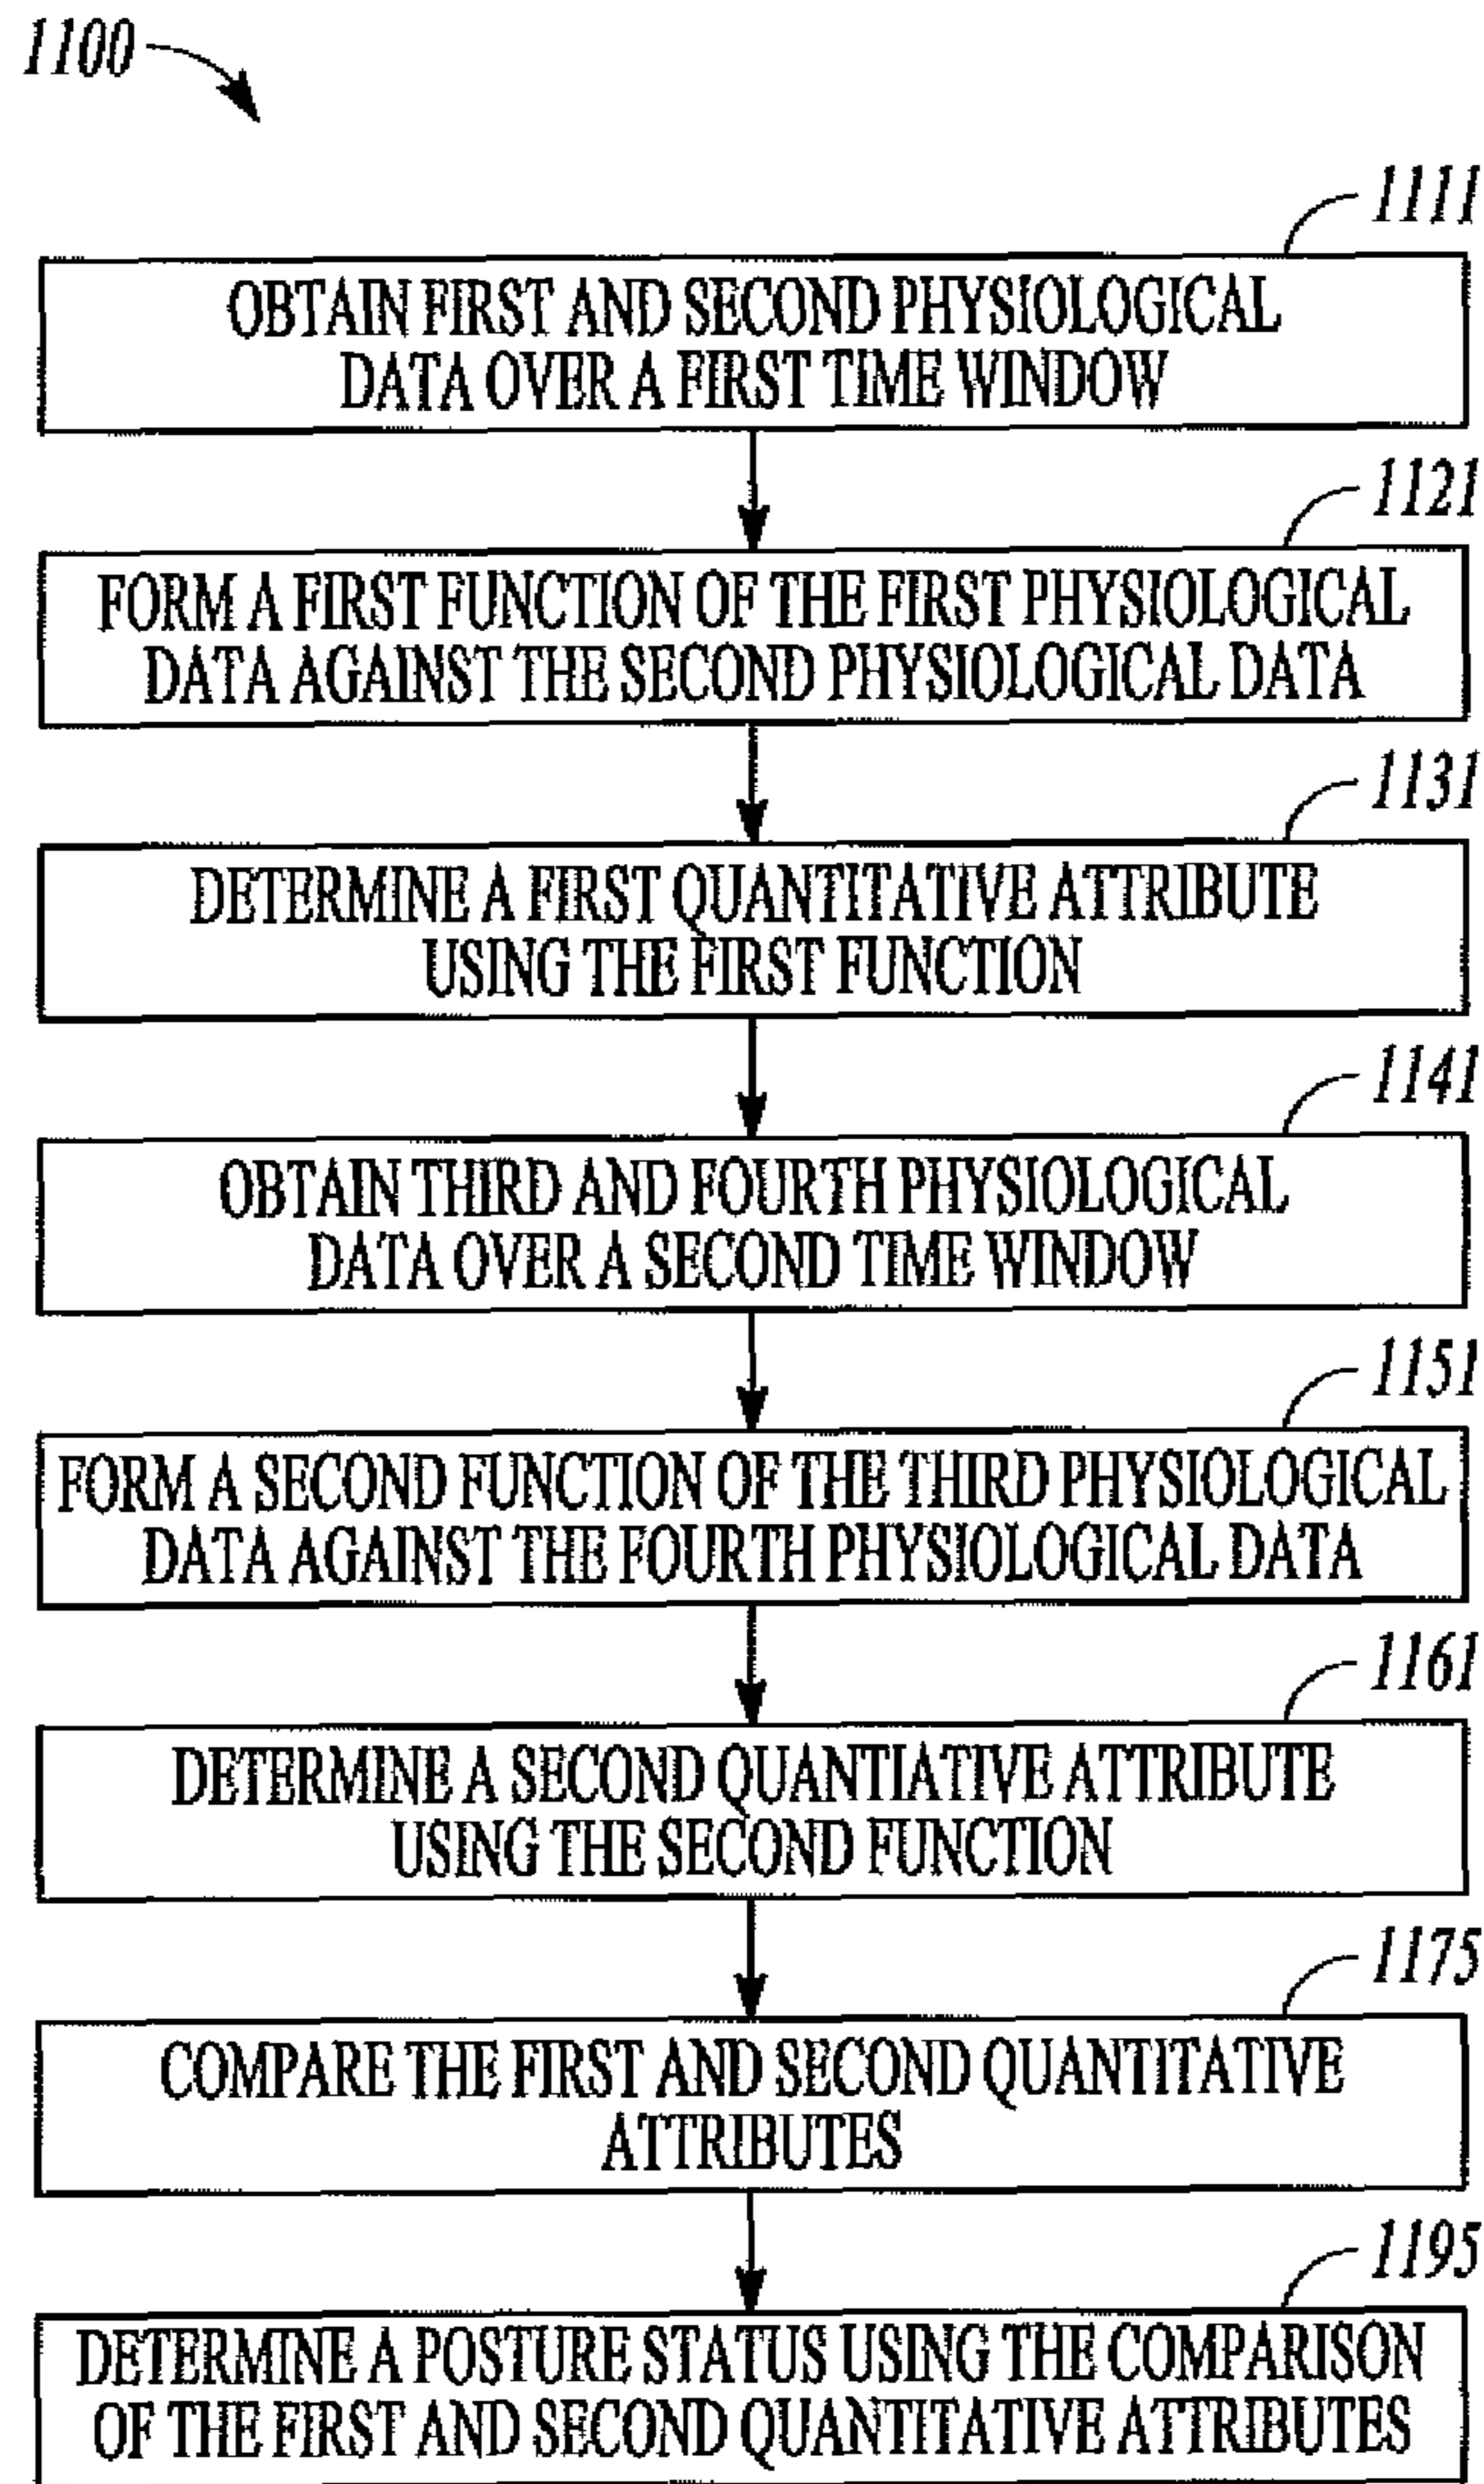 1100
1111
OBTAIN FIRST AND SECOND PHYSIOLOGICAL
DATA OVER A FIRST TIME WINDOW
1121
FORM A FIRST FUNCTION OF THE FIRST PHYSIOLOGICAL
DATA AGAINST THE SECOND PHYSIOLOGICAL DATA
1131
DETERMINE A FIRST QUANTITATIVE ATTRIBUTE
USING THE FIRST FUNCTION
1141
OBTAIN THIRD AND FOURTH PHYSIOLOGICAL
DATA OVER A SECOND TIME WINDOW
1151
FORM A SECOND FUNCTION OF THE THIRD PHYSIOLOGICAL
DATA AGAINST THE FOURTH PHYSIOLOGICAL DATA
1161
DETERMINE A SECOND QUANTIATIVE ATTRIBUTE
USING THE SECOND FUNCTION
1175
COMPARE THE FIRST AND SECOND QUANTITATIVE
ATTRIBUTES
1195
DETERMINE A POSTURE STATUS USING THE COMPARISON
OF THE FIRST AND SECOND QUANTITATIVE ATTRIBUTES